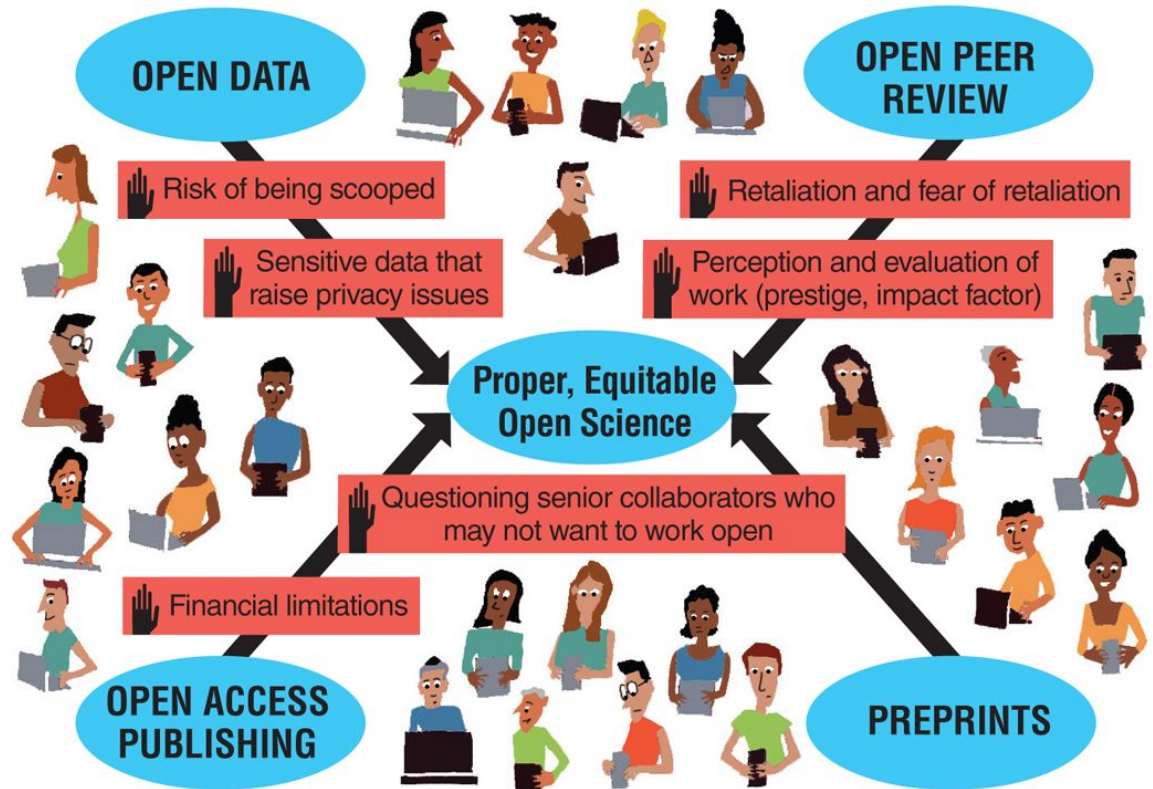 OPEN DATA
OPEN PEER
REVIEW
Risk of being scooped
Retaliation and fear of retaliation
Sensitive data that
raise privacy issues
Perception and evaluation of
work (prestige, impact factor)
Proper, Equitable
Open Science
Questioning senior collaborators who
may not want to work open
Financial limitations
OPEN ACCESS
PUBLISHING
PREPRINTS